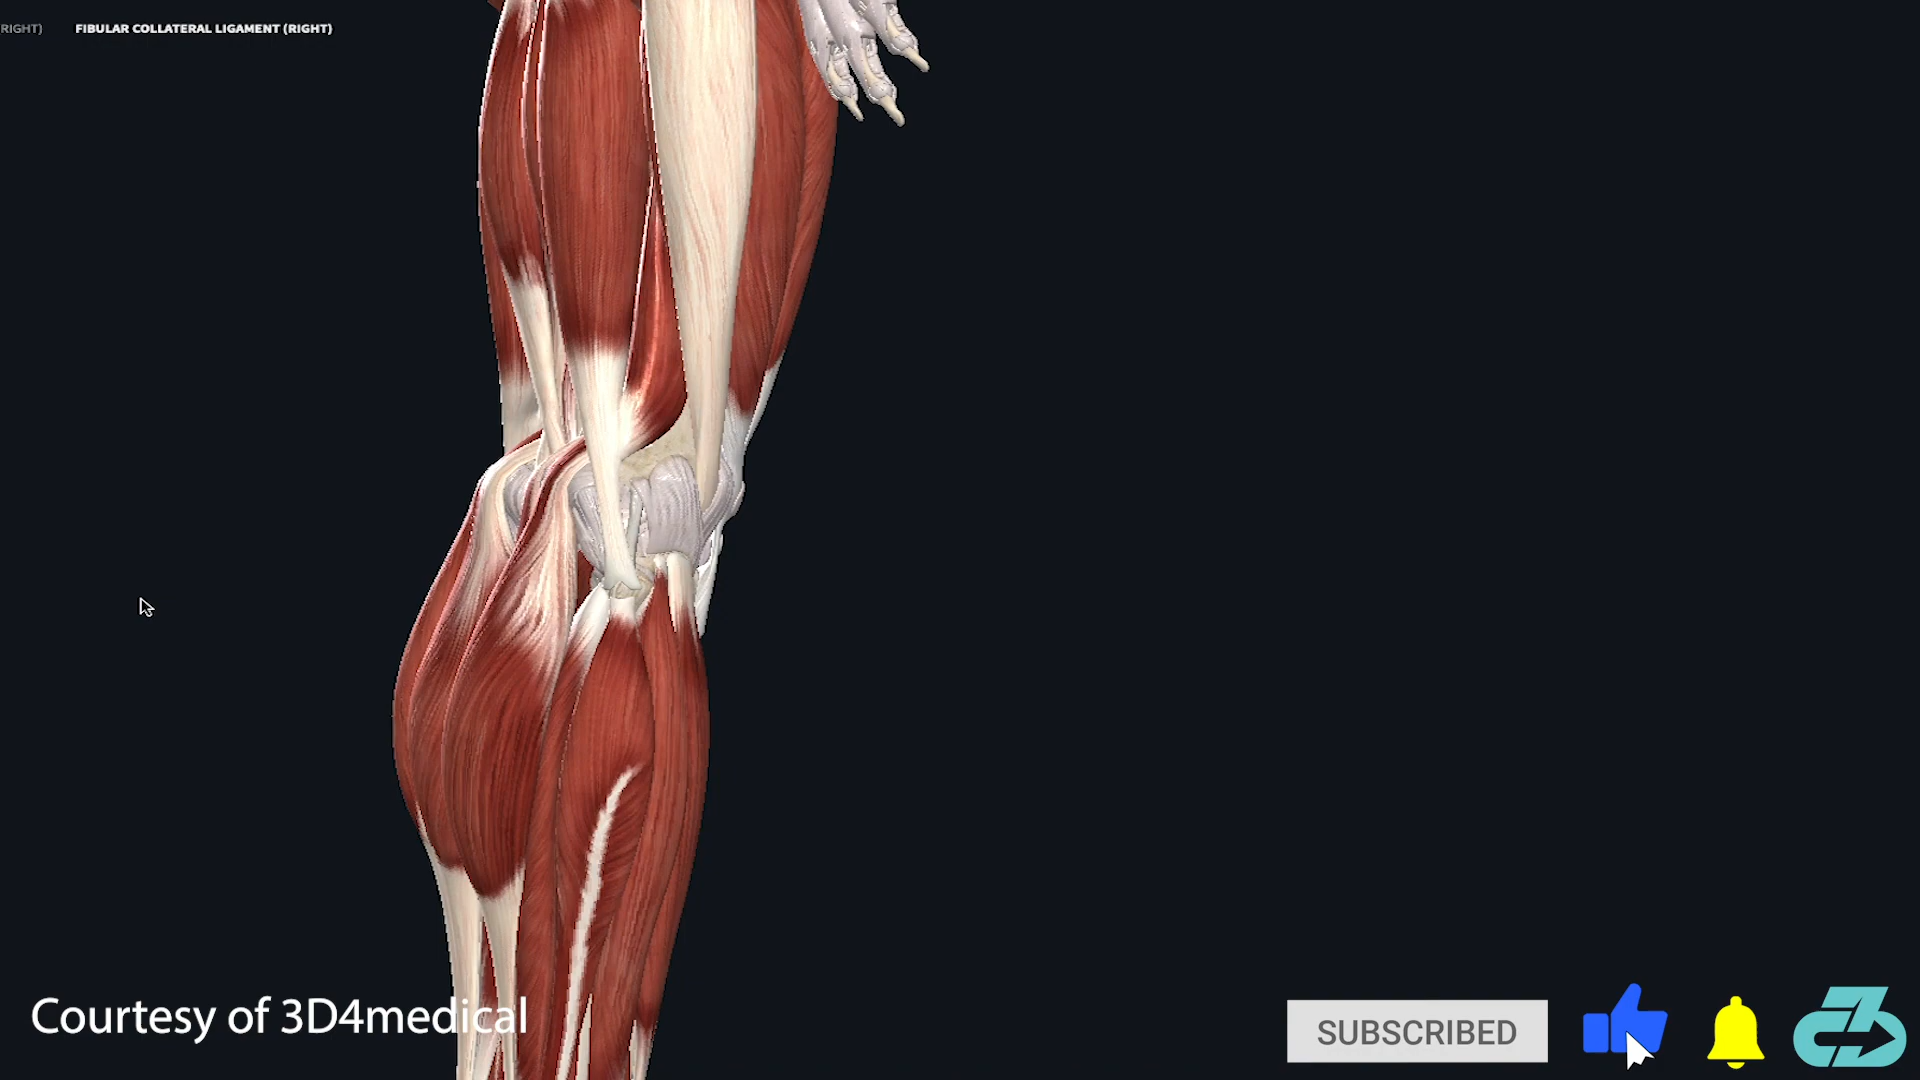 RIGHT)
FIBULAR COLLATERAL LIGAMENT (RIGHT)
Courtesy of 3D4medical
SUBSCRIBED